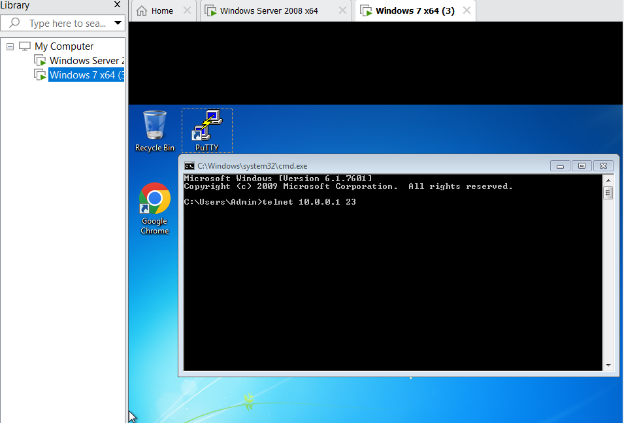 Library
Home
Windows Server 2008 x64
Windows 7 x64 (3)
Type here to sea...
My Computer
Windows Server 2
Windows 7 x64 (3
Recycle Bin
PuTTY
Google
Chrome
C:\Windows\system32\cmd.exe
Microsoft Windows [Version 6.1.7601]
Copyright (c) 2009 Microsoft Corporation.  All rights reserved.
C:\Users\Admin>telnet 10.0.0.1 23